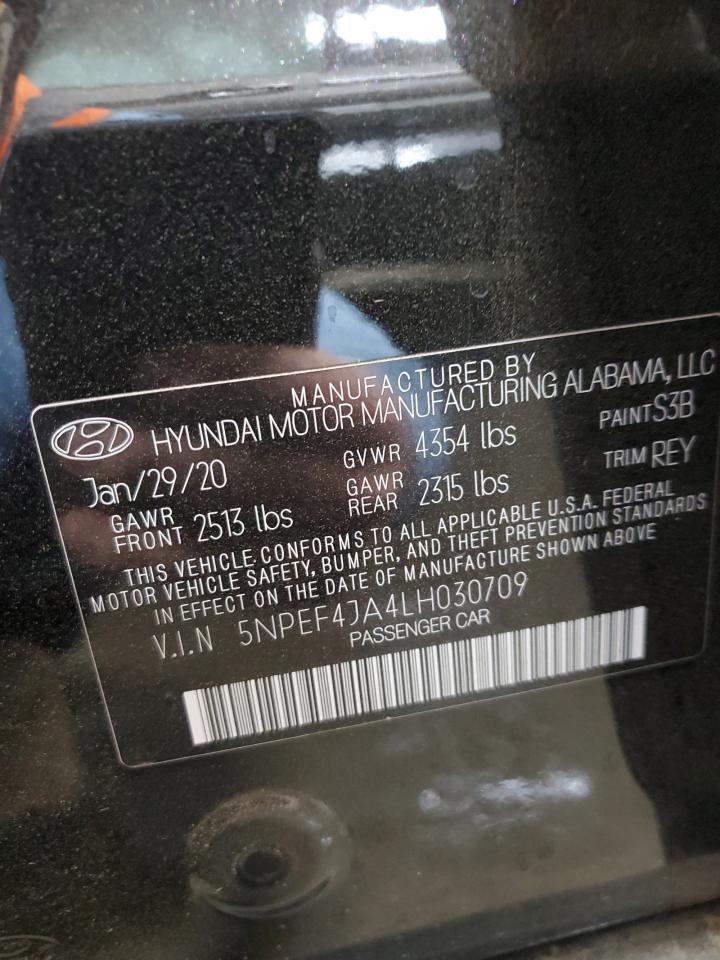 MANUFACTURED BY
HYUNDAI MOTOR MANUFACTURING ALABAMA, LLC
Jan/29/20 GVWR 4354 lbs PAINT S3B
GAWR FRONT 2513 lbs GAWR REAR 2315 lbs TRIM REY
THIS VEHICLE CONFORMS TO ALL APPLICABLE U.S.A. FEDERAL
MOTOR VEHICLE SAFETY, BUMPER, AND THEFT PREVENTION STANDARDS
IN EFFECT ON THE DATE OF MANUFACTURE SHOWN ABOVE
V.I.N 5NPEF4JA4LH030709
PASSENGER CAR